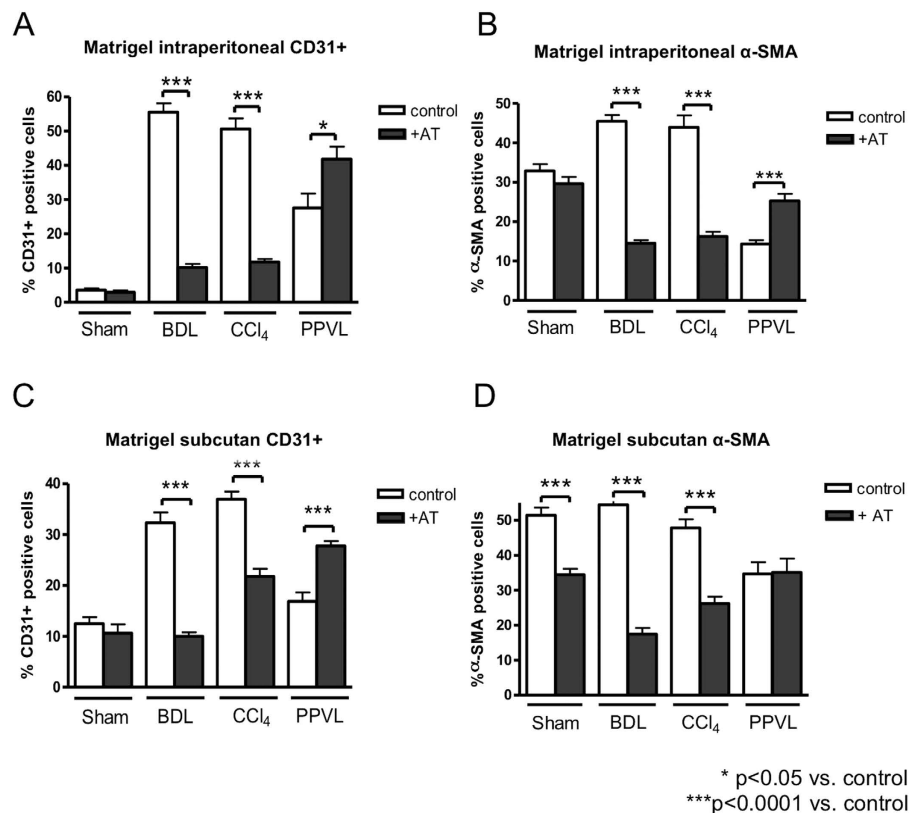 A
Matrigel intraperitoneal CD31+
% CD31+ positive cells
60
50
40
30
20
10
0
***
***
*
control
+AT
Sham
BDL
CCl₄
PPVL
B
Matrigel intraperitoneal α-SMA
% α-SMA positive cells
50
40
30
20
10
0
***
***
***
control
+AT
Sham
BDL
CCl₄
PPVL
C
Matrigel subcutan CD31+
% CD31+ positive cells
40
30
20
10
0
***
***
***
control
+AT
Sham
BDL
CCl₄
PPVL
D
Matrigel subcutan α-SMA
%α-SMA positive cells
50
40
30
20
10
0
***
***
***
control
+ AT
Sham
BDL
CCl₄
PPVL
* p<0.05 vs. control
***p<0.0001 vs. control